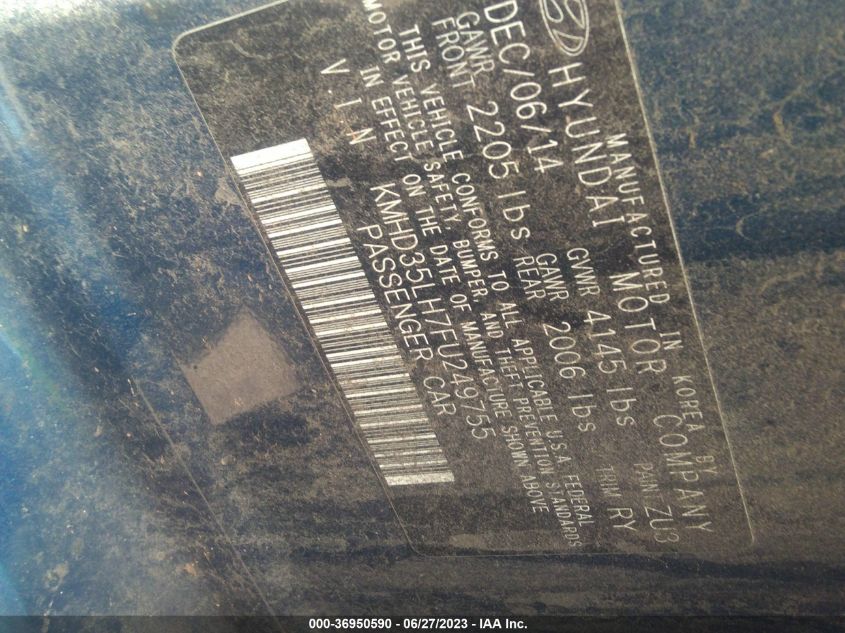 MANUFACTURED IN KOREA BY
HYUNDAI MOTOR COMPANY
DEC/06/14 GVWR 4145 lbs PAINT ZU3
GAWR FRONT 2205 lbs GAWR REAR 2006 lbs TRIM RY
THIS VEHICLE CONFORMS TO ALL APPLICABLE U.S.A. FEDERAL
MOTOR VEHICLE SAFETY, BUMPER, AND THEFT PREVENTION STANDARDS
IN EFFECT ON THE DATE OF MANUFACTURE SHOWN ABOVE
V I N KMHD35LH7FU249755
PASSENGER CAR
000-36950590 - 06/27/2023 - IAA Inc.